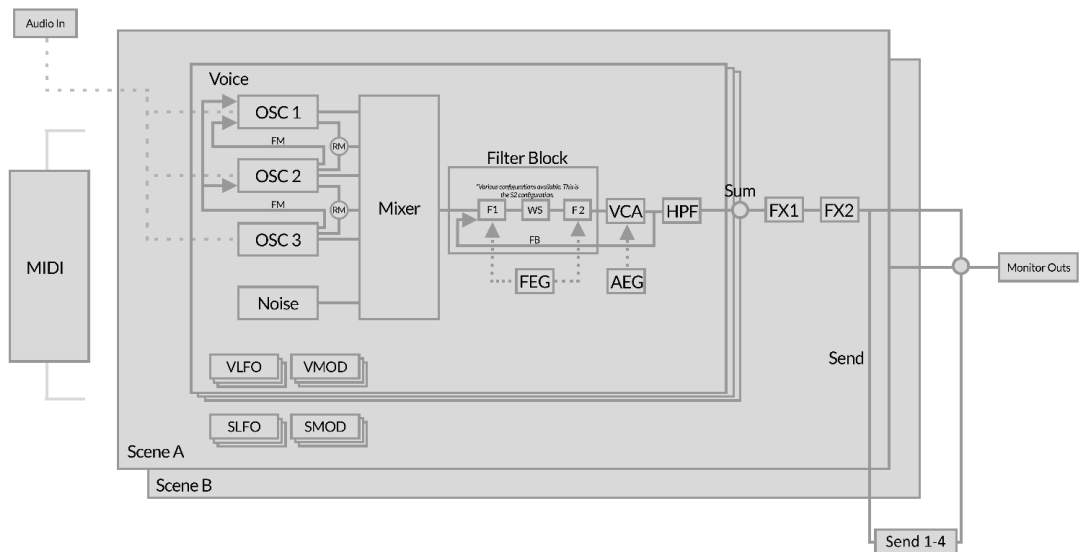 Audio In
MIDI
Voice
OSC 1
FM
RM
OSC 2
FM
RM
OSC 3
Noise
Mixer
Filter Block
*Various configurations available. This is
the S2 configuration.
F1
WS
F2
FB
FEG
VCA
AEG
HPF
Sum
FX1
FX2
Monitor Outs
VLFO
VMOD
SLFO
SMOD
Send
Scene A
Scene B
Send 1-4